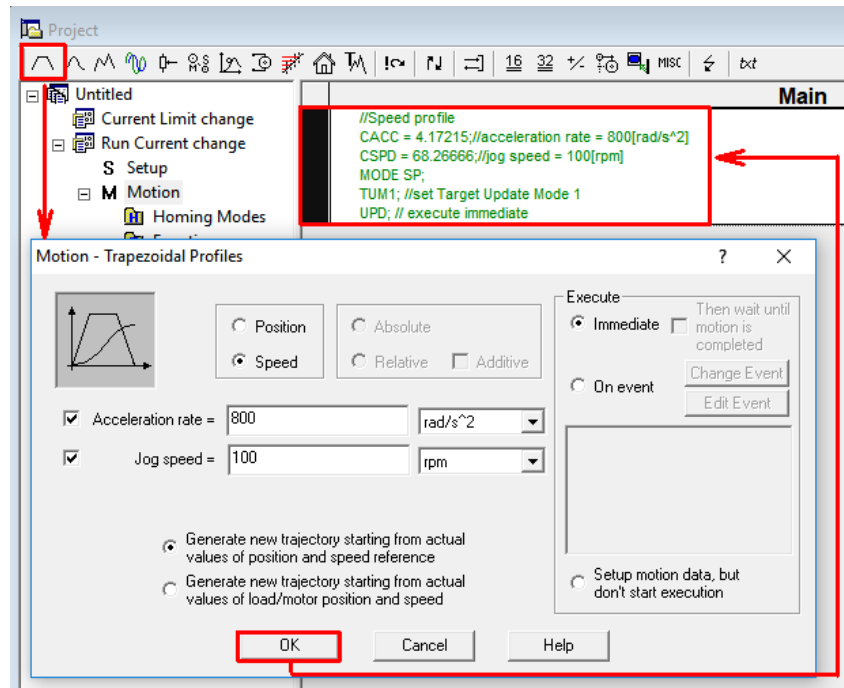 Project
!
16
32
+/-
MISC
txt
Untitled
Main
Current Limit change
Run Current change
S Setup
M Motion
Homing Modes
//Speed profile
CACC = 4.17215;//acceleration rate = 800[rad/s^2]
CSPD = 68.26666;//jog speed = 100[rpm]
MODE SP;
TUM1; //set Target Update Mode 1
UPD; // execute immediate
Motion - Trapezoidal Profiles
?
Position
Speed
Absolute
Relative
Additive
Execute
Immediate
Then wait until
motion is
completed
On event
Change Event
Edit Event
Acceleration rate =
800
rad/s^2
Jog speed =
100
rpm
Generate new trajectory starting from actual
values of position and speed reference
Generate new trajectory starting from actual
values of load/motor position and speed
Setup motion data, but
don't start execution
OK
Cancel
Help